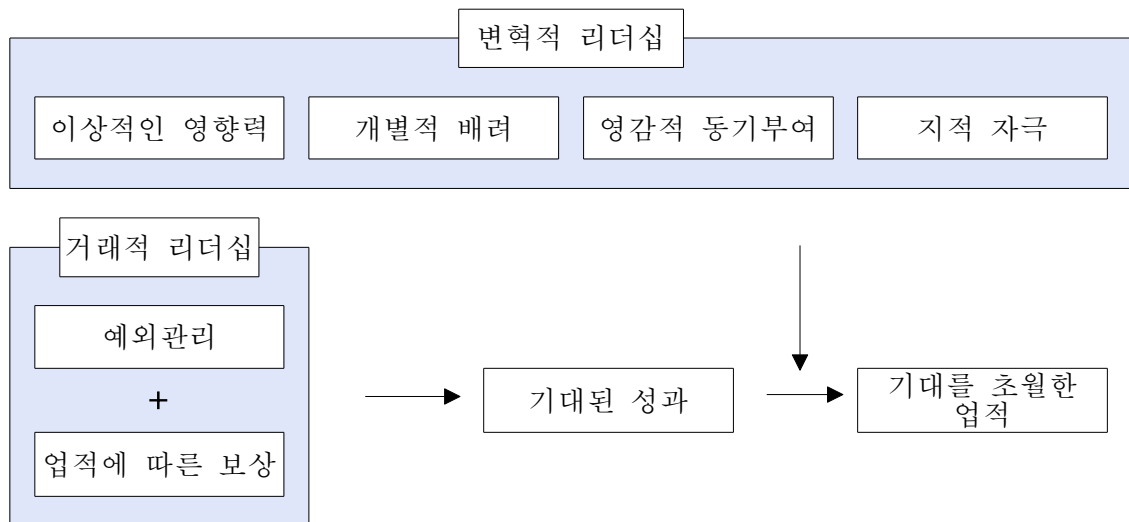 변혁적 리더십
이상적인 영향력
개별적 배려
영감적 동기부여
지적 자극
거래적 리더십
예외관리
+
업적에 따른 보상
기대된 성과
기대를 초월한
업적